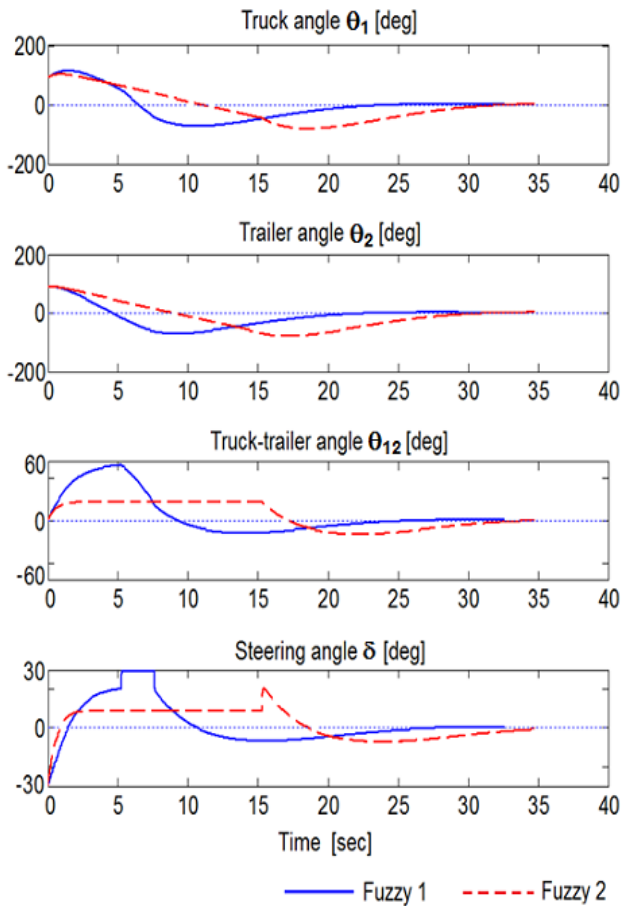 Truck angle θ1 [deg]
200
0
-200
0 5 10 15 20 25 30 35 40
Trailer angle θ2 [deg]
200
0
-200
0 5 10 15 20 25 30 35 40
Truck-trailer angle θ12 [deg]
60
0
-60
0 5 10 15 20 25 30 35 40
Steering angle δ [deg]
30
0
-30
0 5 10 15 20 25 30 35 40
Time [sec]
Fuzzy 1 Fuzzy 2